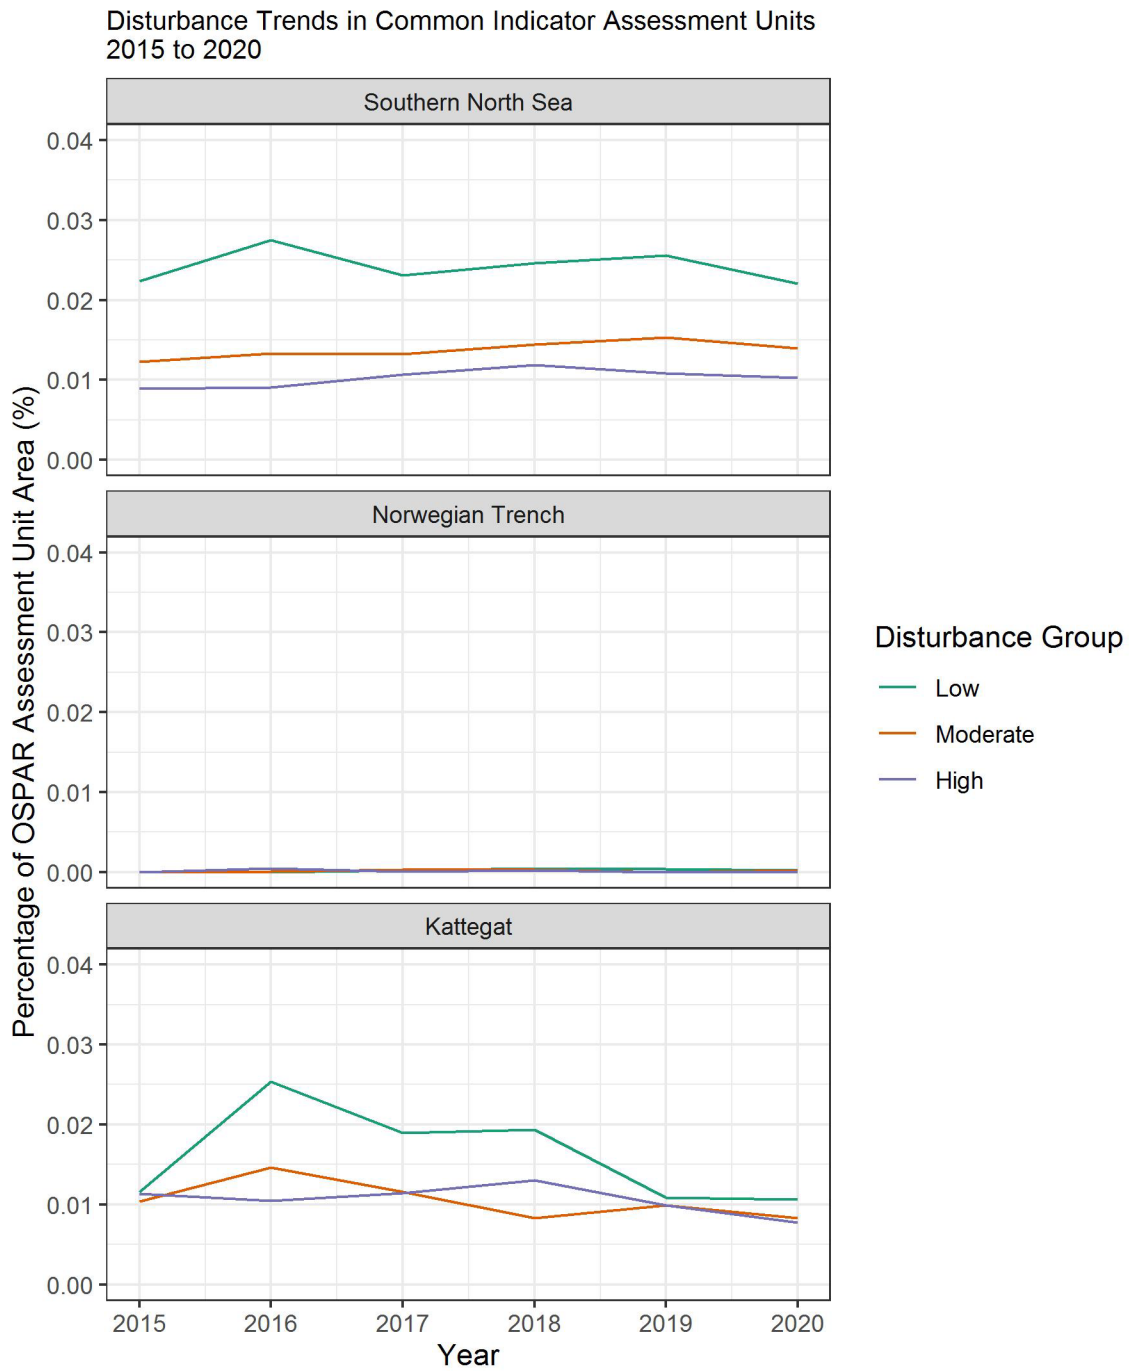 Disturbance Trends in Common Indicator Assessment Units
2015 to 2020
Percentage of OSPAR Assessment Unit Area (%)
Southern North Sea
0.04
0.03
0.02
0.01
0.00
Norwegian Trench
0.04
0.03
0.02
0.01
0.00
Kattegat
0.04
0.03
0.02
0.01
0.00
2015 2016 2017 2018 2019 2020
Year
Disturbance Group
Low
Moderate
High